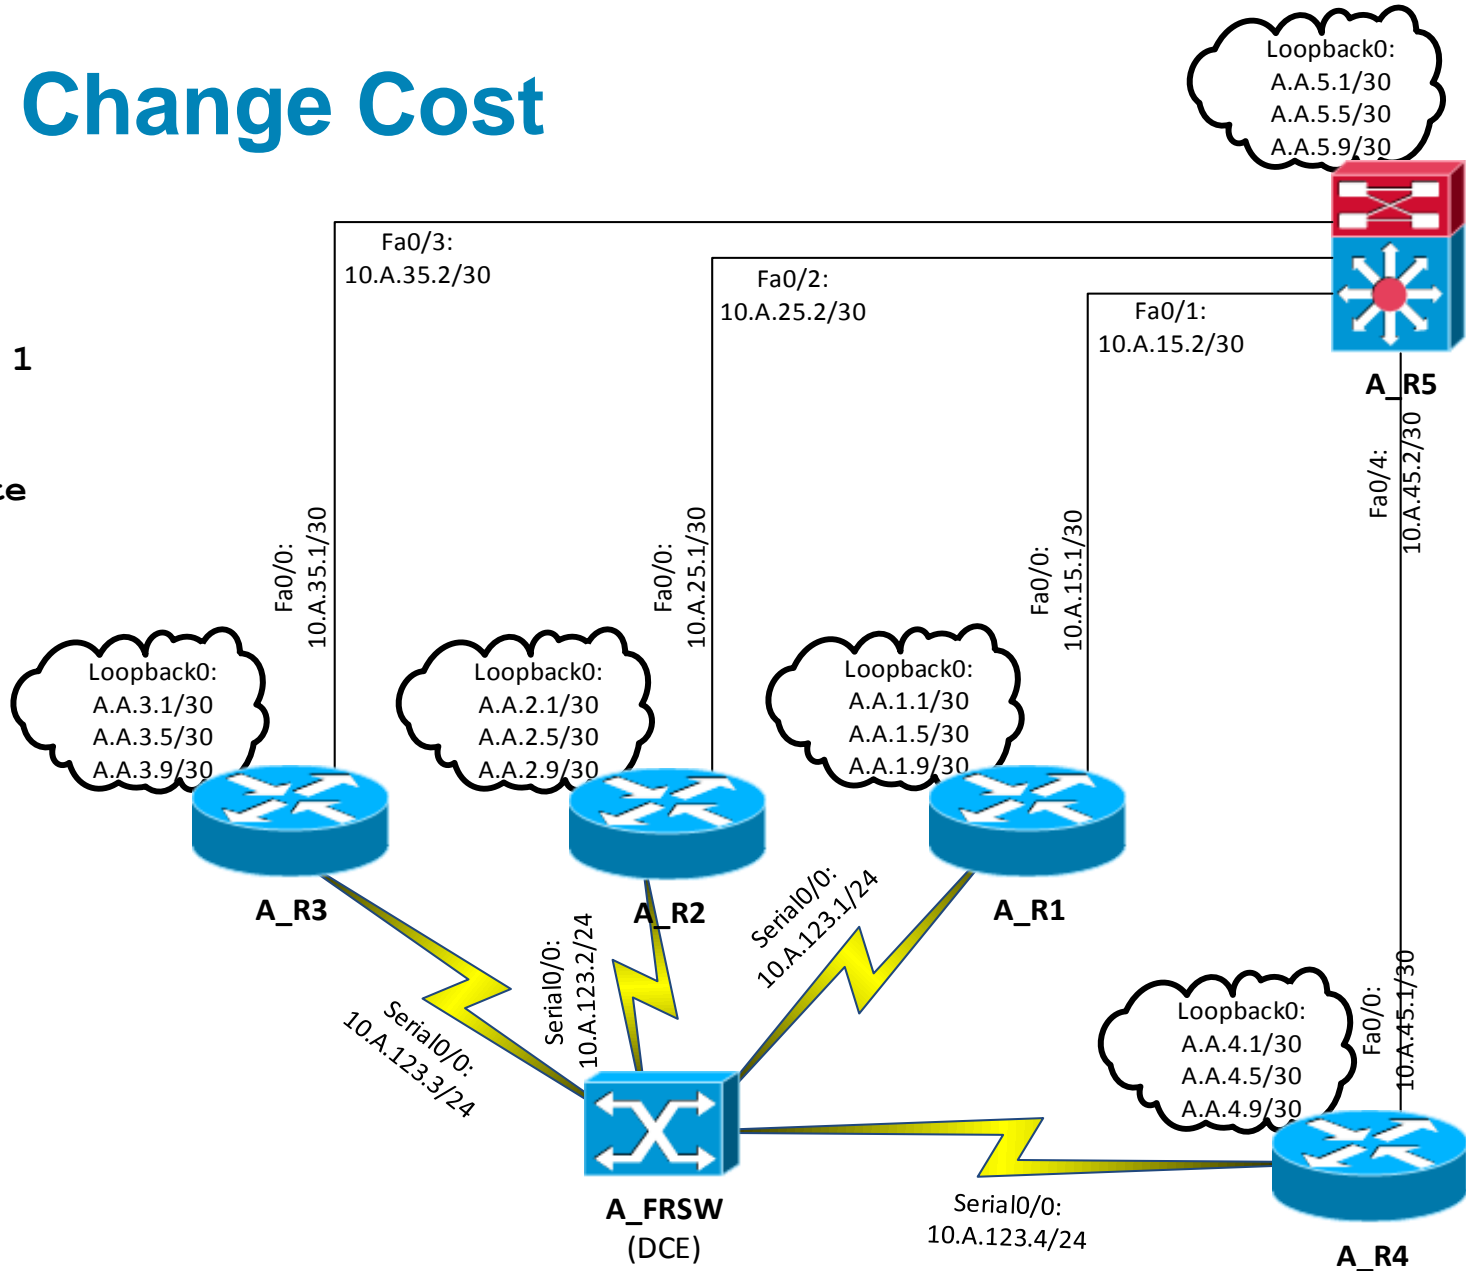 Change Cost
Loopback0:
A.A.5.1/30
A.A.5.5/30
A.A.5.9/30
Fa0/3:
10.A.35.2/30
Fa0/2:
10.A.25.2/30
Fa0/1:
10.A.15.2/30
1
A_R5
Fa0/4:
10.A.45.2/30
Fa0/0:
10.A.35.1/30
Fa0/0:
10.A.25.1/30
Fa0/0:
10.A.15.1/30
Loopback0:
A.A.3.1/30
A.A.3.5/30
A.A.3.9/30
Loopback0:
A.A.2.1/30
A.A.2.5/30
A.A.2.9/30
Loopback0:
A.A.1.1/30
A.A.1.5/30
A.A.1.9/30
A_R3
A_R2
A_R1
Serial0/0:
10.A.123.3/24
Serial0/0:
10.A.123.2/24
Serial0/0:
10.A.123.1/24
Loopback0:
A.A.4.1/30
A.A.4.5/30
A.A.4.9/30
Fa0/0:
10.A.45.1/30
A_FRSW
(DCE)
Serial0/0:
10.A.123.4/24
A_R4